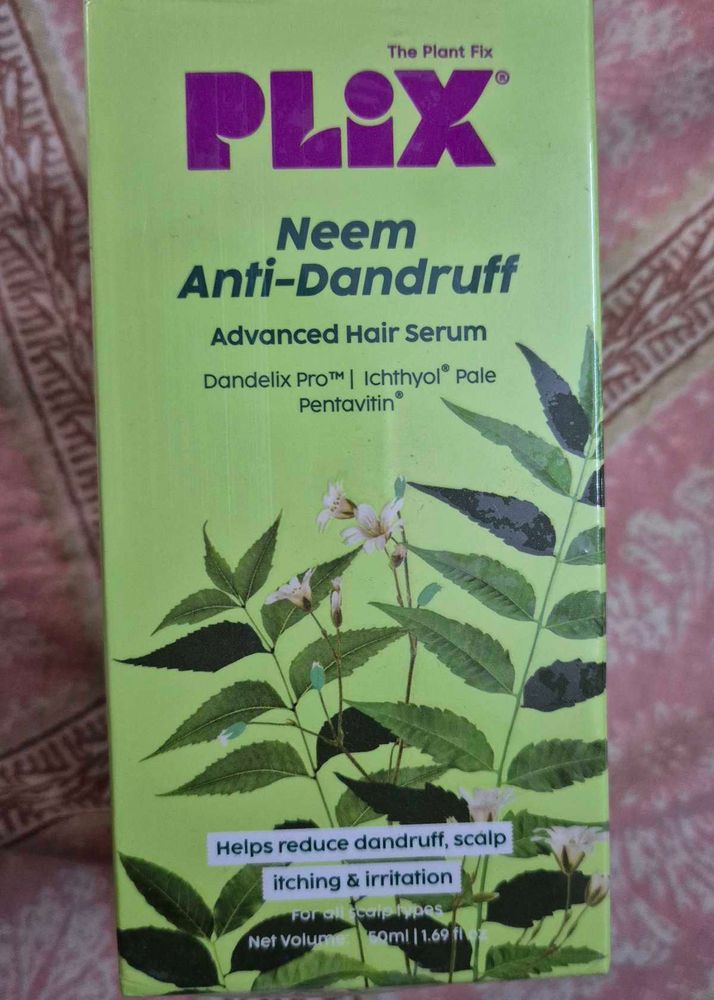 The Plant Fix
PLiX®
Neem
Anti-Dandruff
Advanced Hair Serum
Dandelix Pro™ | Ichthyol® Pale
Pentavitin®
Helps reduce dandruff, scalp
itching & irritation
For all scalp types
Net Volume: 50ml | 1.69 fl oz